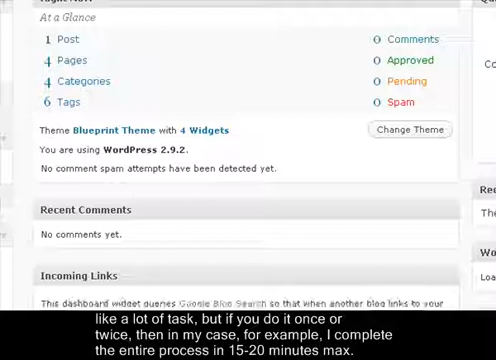 At a Glance
1 Post 0 Comments
4 Pages 0 Approved
4 Categories 0 Pending
6 Tags 0 Spam
Theme Blueprint Theme with 4 Widgets Change Theme
You are using WordPress 2.9.2.
No comment spam attempts have been detected yet.
Recent Comments
No comments yet.
Incoming Links
This dashboard widget queries Google Blog Search so that when another blog links to your
like a lot of task, but if you do it once or
twice, then in my case, for example, I complete
the entire process in 15-20 minutes max.